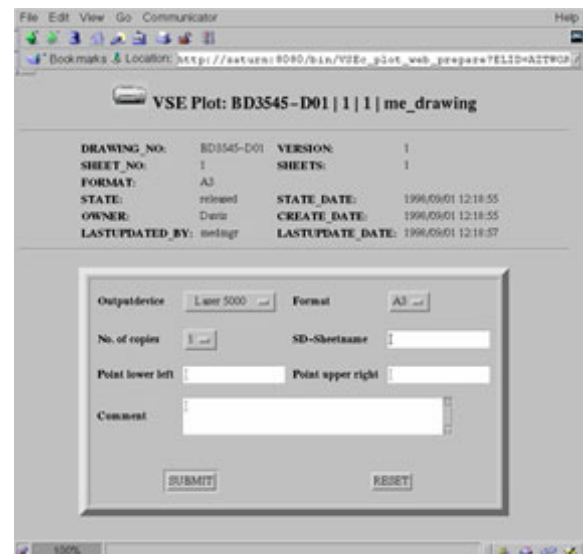 File Edit View Go Communicator Help
Bookmarks Location: http://saturn:8080/bin/VSEc_plot_web_prepare?ELID=
VSE Plot: BD3545-D01 | 1 | 1 | me_drawing
DRAWING_NO: BD3545-D01 VERSION: 1
SHEET_NO: 1 SHEETS: 1
FORMAT: A3
STATE: released STATE_DATE: 1998/09/01 12:18:55
OWNER: Davis CREATE_DATE: 1998/09/01 12:18:55
LASTUPDATED_BY: medmgr LASTUPDATE_DATE: 1998/09/01 12:18:57
Outputdevice Laser 5000 Format A3
No. of copies 1 SD-Sheetname
Point lower left Point upper right
Comment
SUBMIT RESET
100%